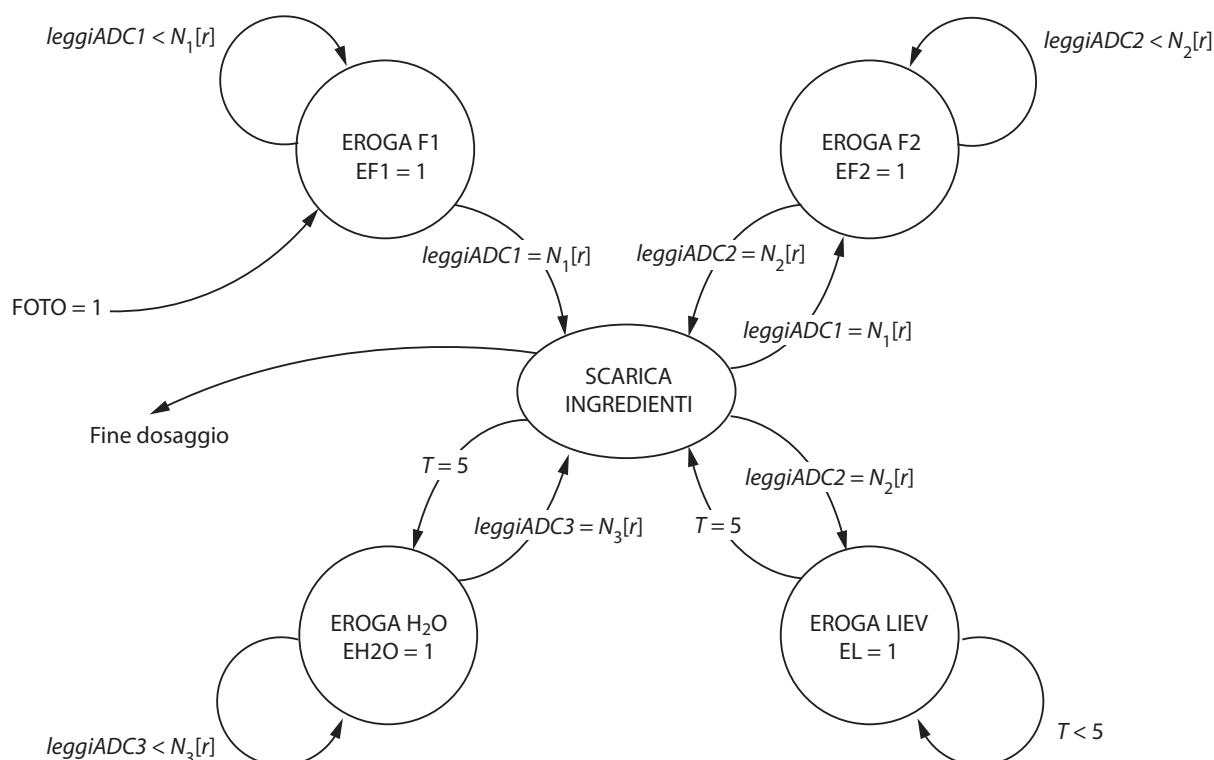 leggiADC1 < N₁[r]
leggiADC2 < N₂[r]
EROGA F1
EF1 = 1
EROGA F2
EF2 = 1
leggiADC1 = N₁[r]
leggiADC2 = N₂[r]
FOTO = 1
leggiADC1 = N₁[r]
SCARICA
INGREDIENTI
Fine dosaggio
T = 5
leggiADC2 = N₂[r]
leggiADC3 = N₃[r]
T = 5
EROGA H₂O
EH2O = 1
EROGA LIEV
EL = 1
leggiADC3 < N₃[r]
T < 5